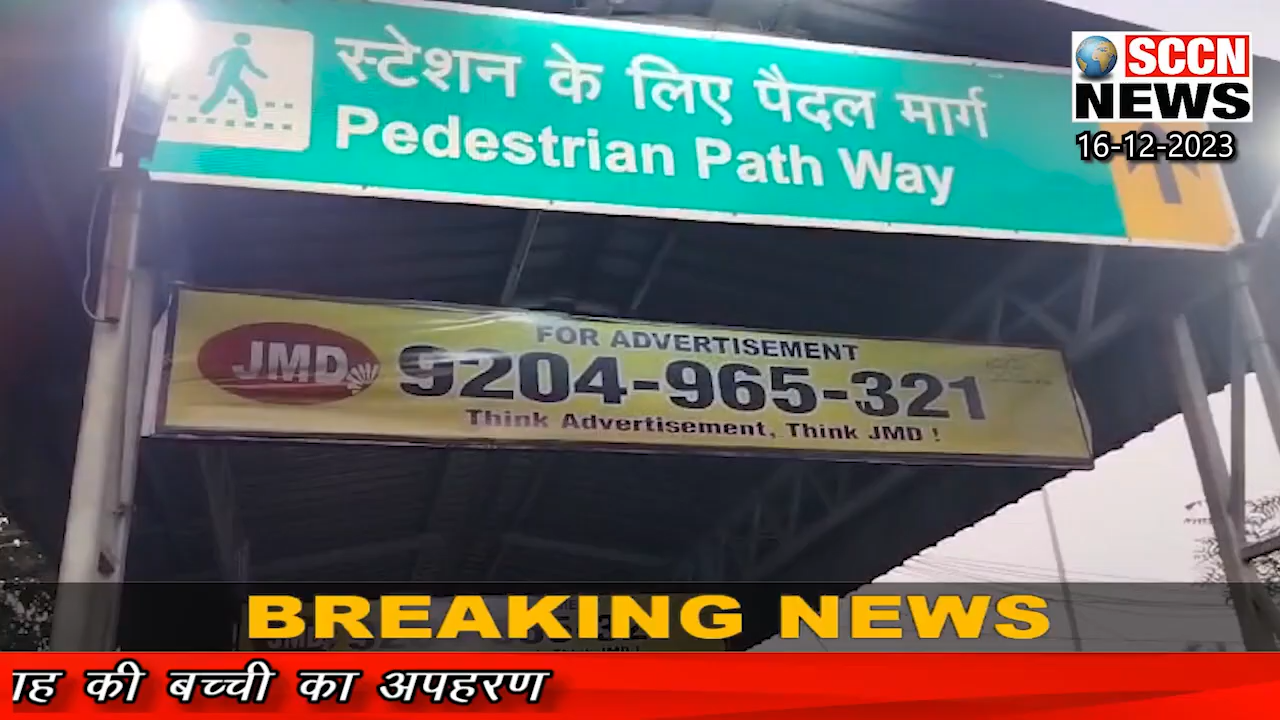 स्टेशन के लिए पैदल मार्ग
Pedestrian Path Way
SCCN
NEWS
16-12-2023
FOR ADVERTISEMENT
JMD
9204-965-321
Think Advertisement, Think JMD !
BREAKING NEWS
ाह की बच्ची का अपहरण